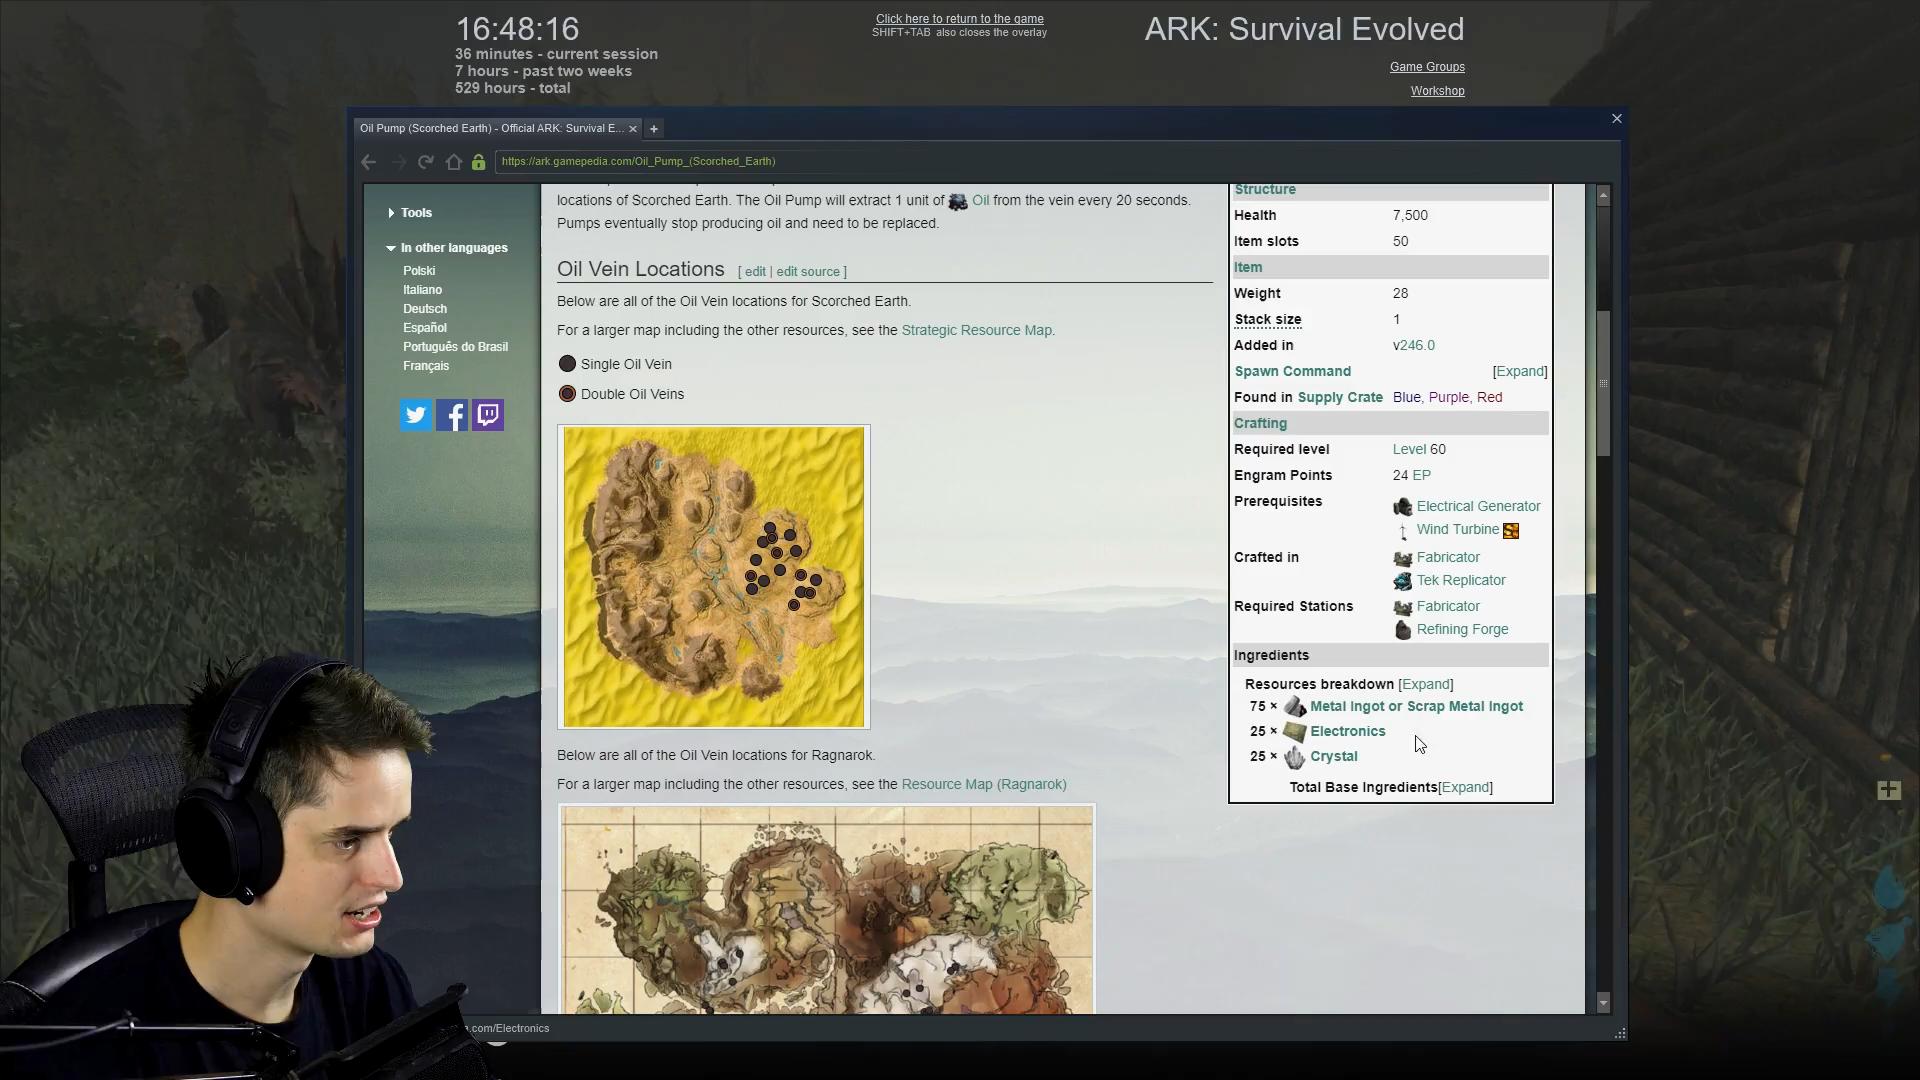 16:48:16
36 minutes - current session
7 hours - past two weeks
529 hours - total
Click here to return to the game
SHIFT+TAB also closes the overlay
ARK: Survival Evolved
Game Groups
Workshop
Oil Pump (Scorched Earth) - Official ARK: Survival E...
https://ark.gamepedia.com/Oil_Pump_(Scorched_Earth)
Tools
In other languages
Polski
Italiano
Deutsch
Español
Português do Brasil
Français
locations of Scorched Earth. The Oil Pump will extract 1 unit of Oil from the vein every 20 seconds.
Pumps eventually stop producing oil and need to be replaced.
Oil Vein Locations [ edit | edit source ]
Below are all of the Oil Vein locations for Scorched Earth.
For a larger map including the other resources, see the Strategic Resource Map.
Single Oil Vein
Double Oil Veins
Below are all of the Oil Vein locations for Ragnarok.
For a larger map including the other resources, see the Resource Map (Ragnarok)
Structure
Health 7,500
Item slots 50
Item
Weight 28
Stack size 1
Added in v246.0
Spawn Command [Expand]
Found in Supply Crate Blue, Purple, Red
Crafting
Required level Level 60
Engram Points 24 EP
Prerequisites Electrical Generator
Wind Turbine
Crafted in Fabricator
Tek Replicator
Required Stations Fabricator
Refining Forge
Ingredients
Resources breakdown [Expand]
75 × Metal Ingot or Scrap Metal Ingot
25 × Electronics
25 × Crystal
Total Base Ingredients[Expand]
.com/Electronics